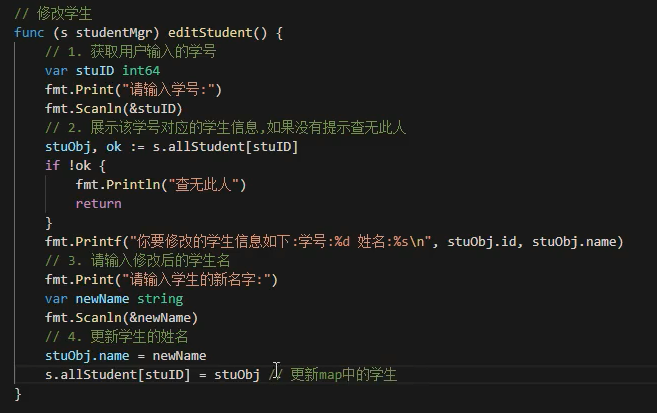 // 修改学生
func (s studentMgr) editStudent() {
    // 1. 获取用户输入的学号
    var stuID int64
    fmt.Print("请输入学号:")
    fmt.Scanln(&stuID)
    // 2. 展示该学号对应的学生信息,如果没有提示查无此人
    stuObj, ok := s.allStudent[stuID]
    if !ok {
        fmt.Println("查无此人")
        return
    }
    fmt.Printf("你要修改的学生信息如下:学号:%d 姓名:%s\n", stuObj.id, stuObj.name)
    // 3. 请输入修改后的学生名
    fmt.Print("请输入学生的新名字:")
    var newName string
    fmt.Scanln(&newName)
    // 4. 更新学生的姓名
    stuObj.name = newName
    s.allStudent[stuID] = stuObj // 更新map中的学生
}